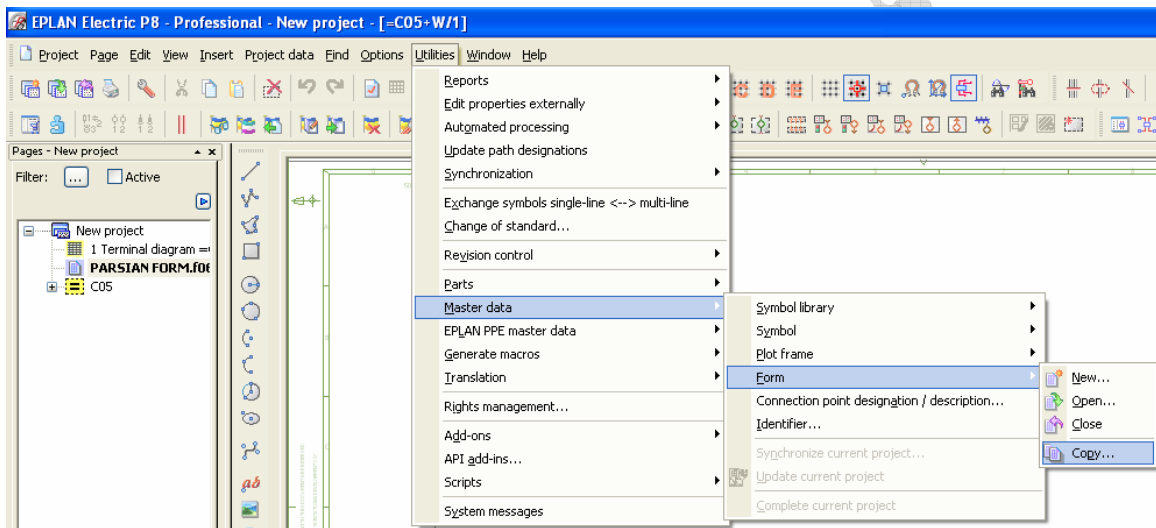 EPLAN Electric P8 - Professional - New project - [=C05+W/1]
Project Page Edit View Insert Project data Find Options Utilities Window Help
Pages - New project
Filter: ... Active
New project
1 Terminal diagram
PARSIAN FORM.f06
C05
Reports
Edit properties externally
Automated processing
Update path designations
Synchronization
Exchange symbols single-line <--> multi-line
Change of standard...
Revision control
Parts
Master data
EPLAN PPE master data
Generate macros
Translation
Rights management...
Add-ons
API add-ins...
Scripts
System messages
Symbol library
Symbol
Plot frame
Form
Connection point designation / description...
Identifier...
Synchronize current project...
Update current project
Complete current project
New...
Open...
Close
Copy...
ab